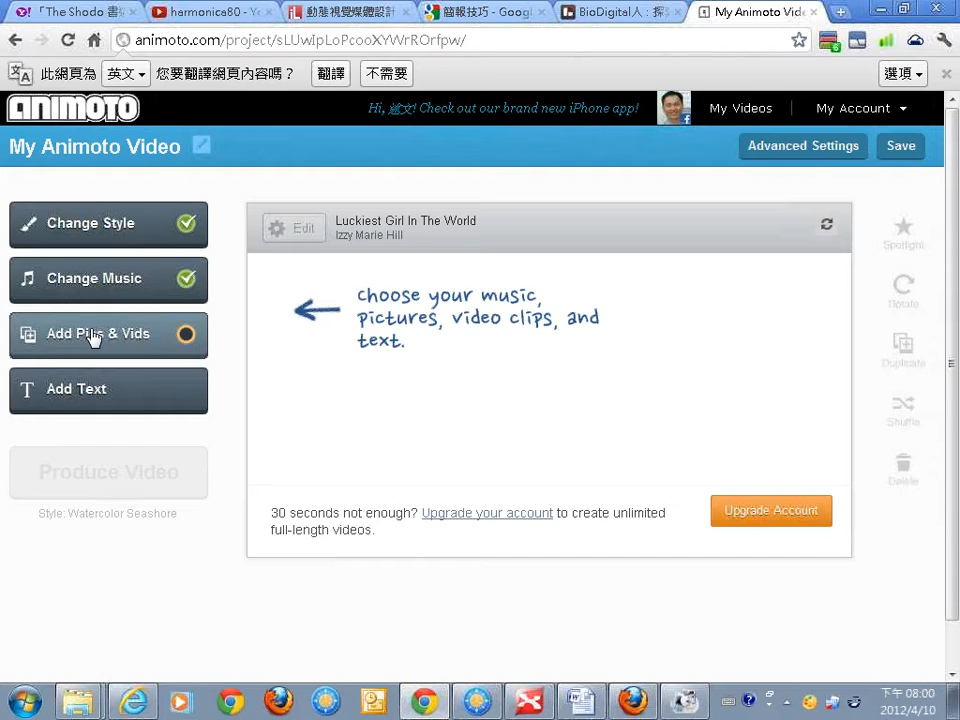 「The Shodo 書
harmonica80 - Yo
動態視覺媒體設計
簡報技巧 - Googl
BioDigital人：探
My Animoto Vide
animoto.com/project/sLUwIpLoPcooXYWrROrfpw/
此網頁為 英文 您要翻譯網頁內容嗎？ 翻譯 不需要 選項
ANIMOTO
Check out our brand new iPhone app!
My Videos
My Account
My Animoto Video
Advanced Settings
Save
Change Style
Change Music
Add Pics & Vids
Add Text
Produce Video
Style: Watercolor Seashore
Edit
Luckiest Girl In The World
Izzy Marie Hill
Choose your music,
pictures, video clips, and
text.
30 seconds not enough? Upgrade your account to create unlimited
full-length videos.
Upgrade Account
Spotlight
Rotate
Duplicate
Shuffle
Delete
下午 08:00
2012/4/10